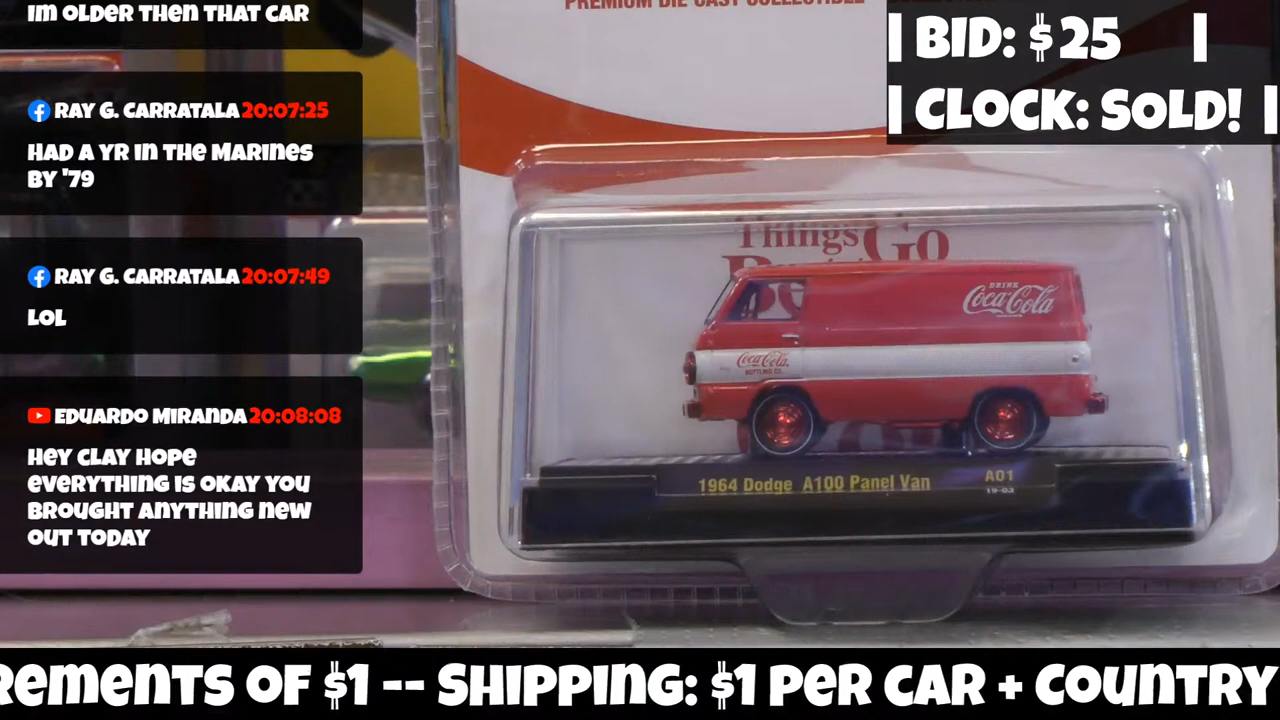 Im older then that car
Ray G. Carratala 20:07:25
Had a yr in the Marines
by '79
Ray G. Carratala 20:07:49
LOL
Eduardo Miranda 20:08:08
Hey Clay hope
everything is okay you
brought anything new
out today
PREMIUM DIE-CAST COLLECTIBLE
| BID: $25 |
| CLOCK: SOLD! |
Things Go
DRINK
Coca-Cola
Coca-Cola
BOTTLING CO.
1964 Dodge A100 Panel Van
A01
19-03
REMENTS OF $1 -- SHIPPING: $1 PER CAR + COUNTRY